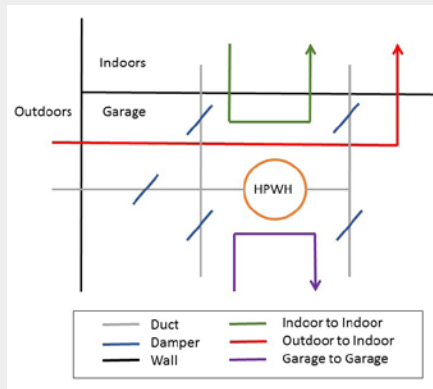 Indoors
Outdoors
Garage
HPWH
Duct
Indoor to Indoor
Damper
Outdoor to Indoor
Wall
Garage to Garage